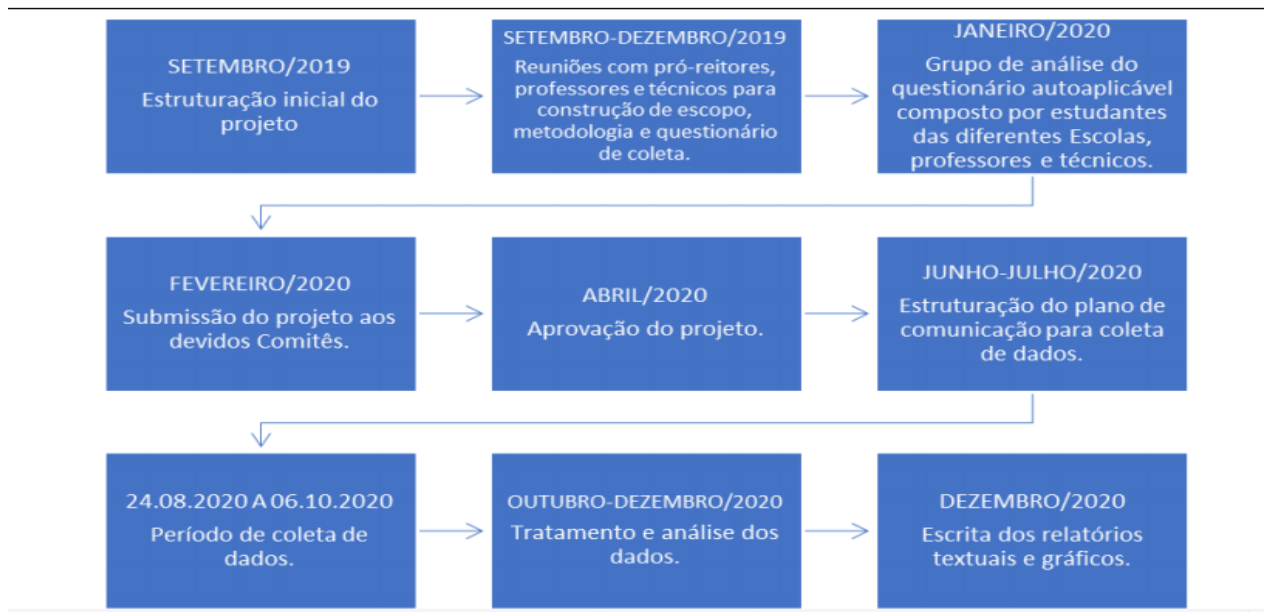 SETEMBRO/2019
Estruturação inicial do
projeto
SETEMBRO-DEZEMBRO/2019
Reuniões com pró-reitores,
professores e técnicos para
construção de escopo,
metodologia e questionário
de coleta.
JANEIRO/2020
Grupo de análise do
questionário autoaplicável
composto por estudantes
das diferentes Escolas,
professores e técnicos.
FEVEREIRO/2020
Submissão do projeto aos
devidos Comitês.
ABRIL/2020
Aprovação do projeto.
JUNHO-JULHO/2020
Estruturação do plano de
comunicação para coleta
de dados.
24.08.2020 A 06.10.2020
Período de coleta de
dados.
OUTUBRO-DEZEMBRO/2020
Tratamento e análise dos
dados.
DEZEMBRO/2020
Escrita dos relatórios
textuais e gráficos.